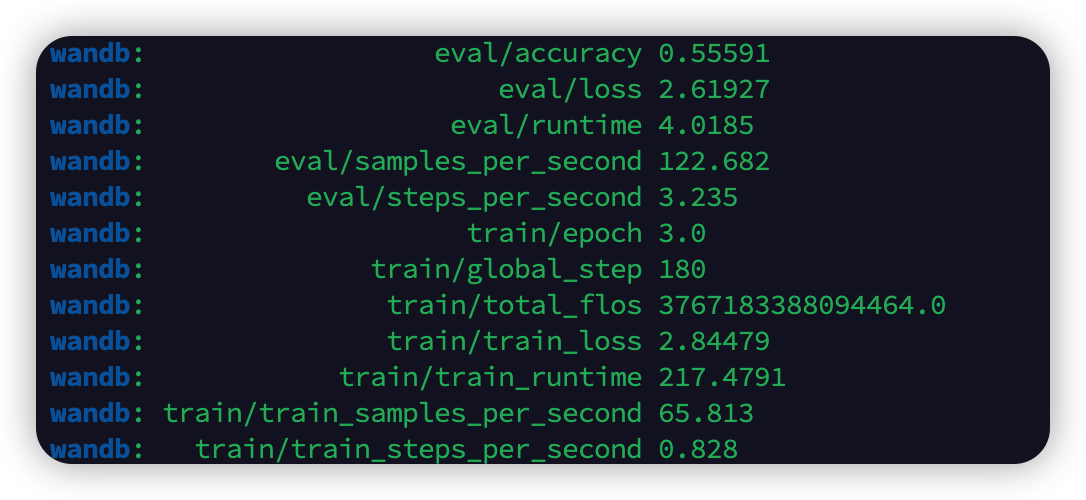 wandb: eval/accuracy 0.55591
wandb: eval/loss 2.61927
wandb: eval/runtime 4.0185
wandb: eval/samples_per_second 122.682
wandb: eval/steps_per_second 3.235
wandb: train/epoch 3.0
wandb: train/global_step 180
wandb: train/total_flos 3767183388094464.0
wandb: train/train_loss 2.84479
wandb: train/train_runtime 217.4791
wandb: train/train_samples_per_second 65.813
wandb: train/train_steps_per_second 0.828